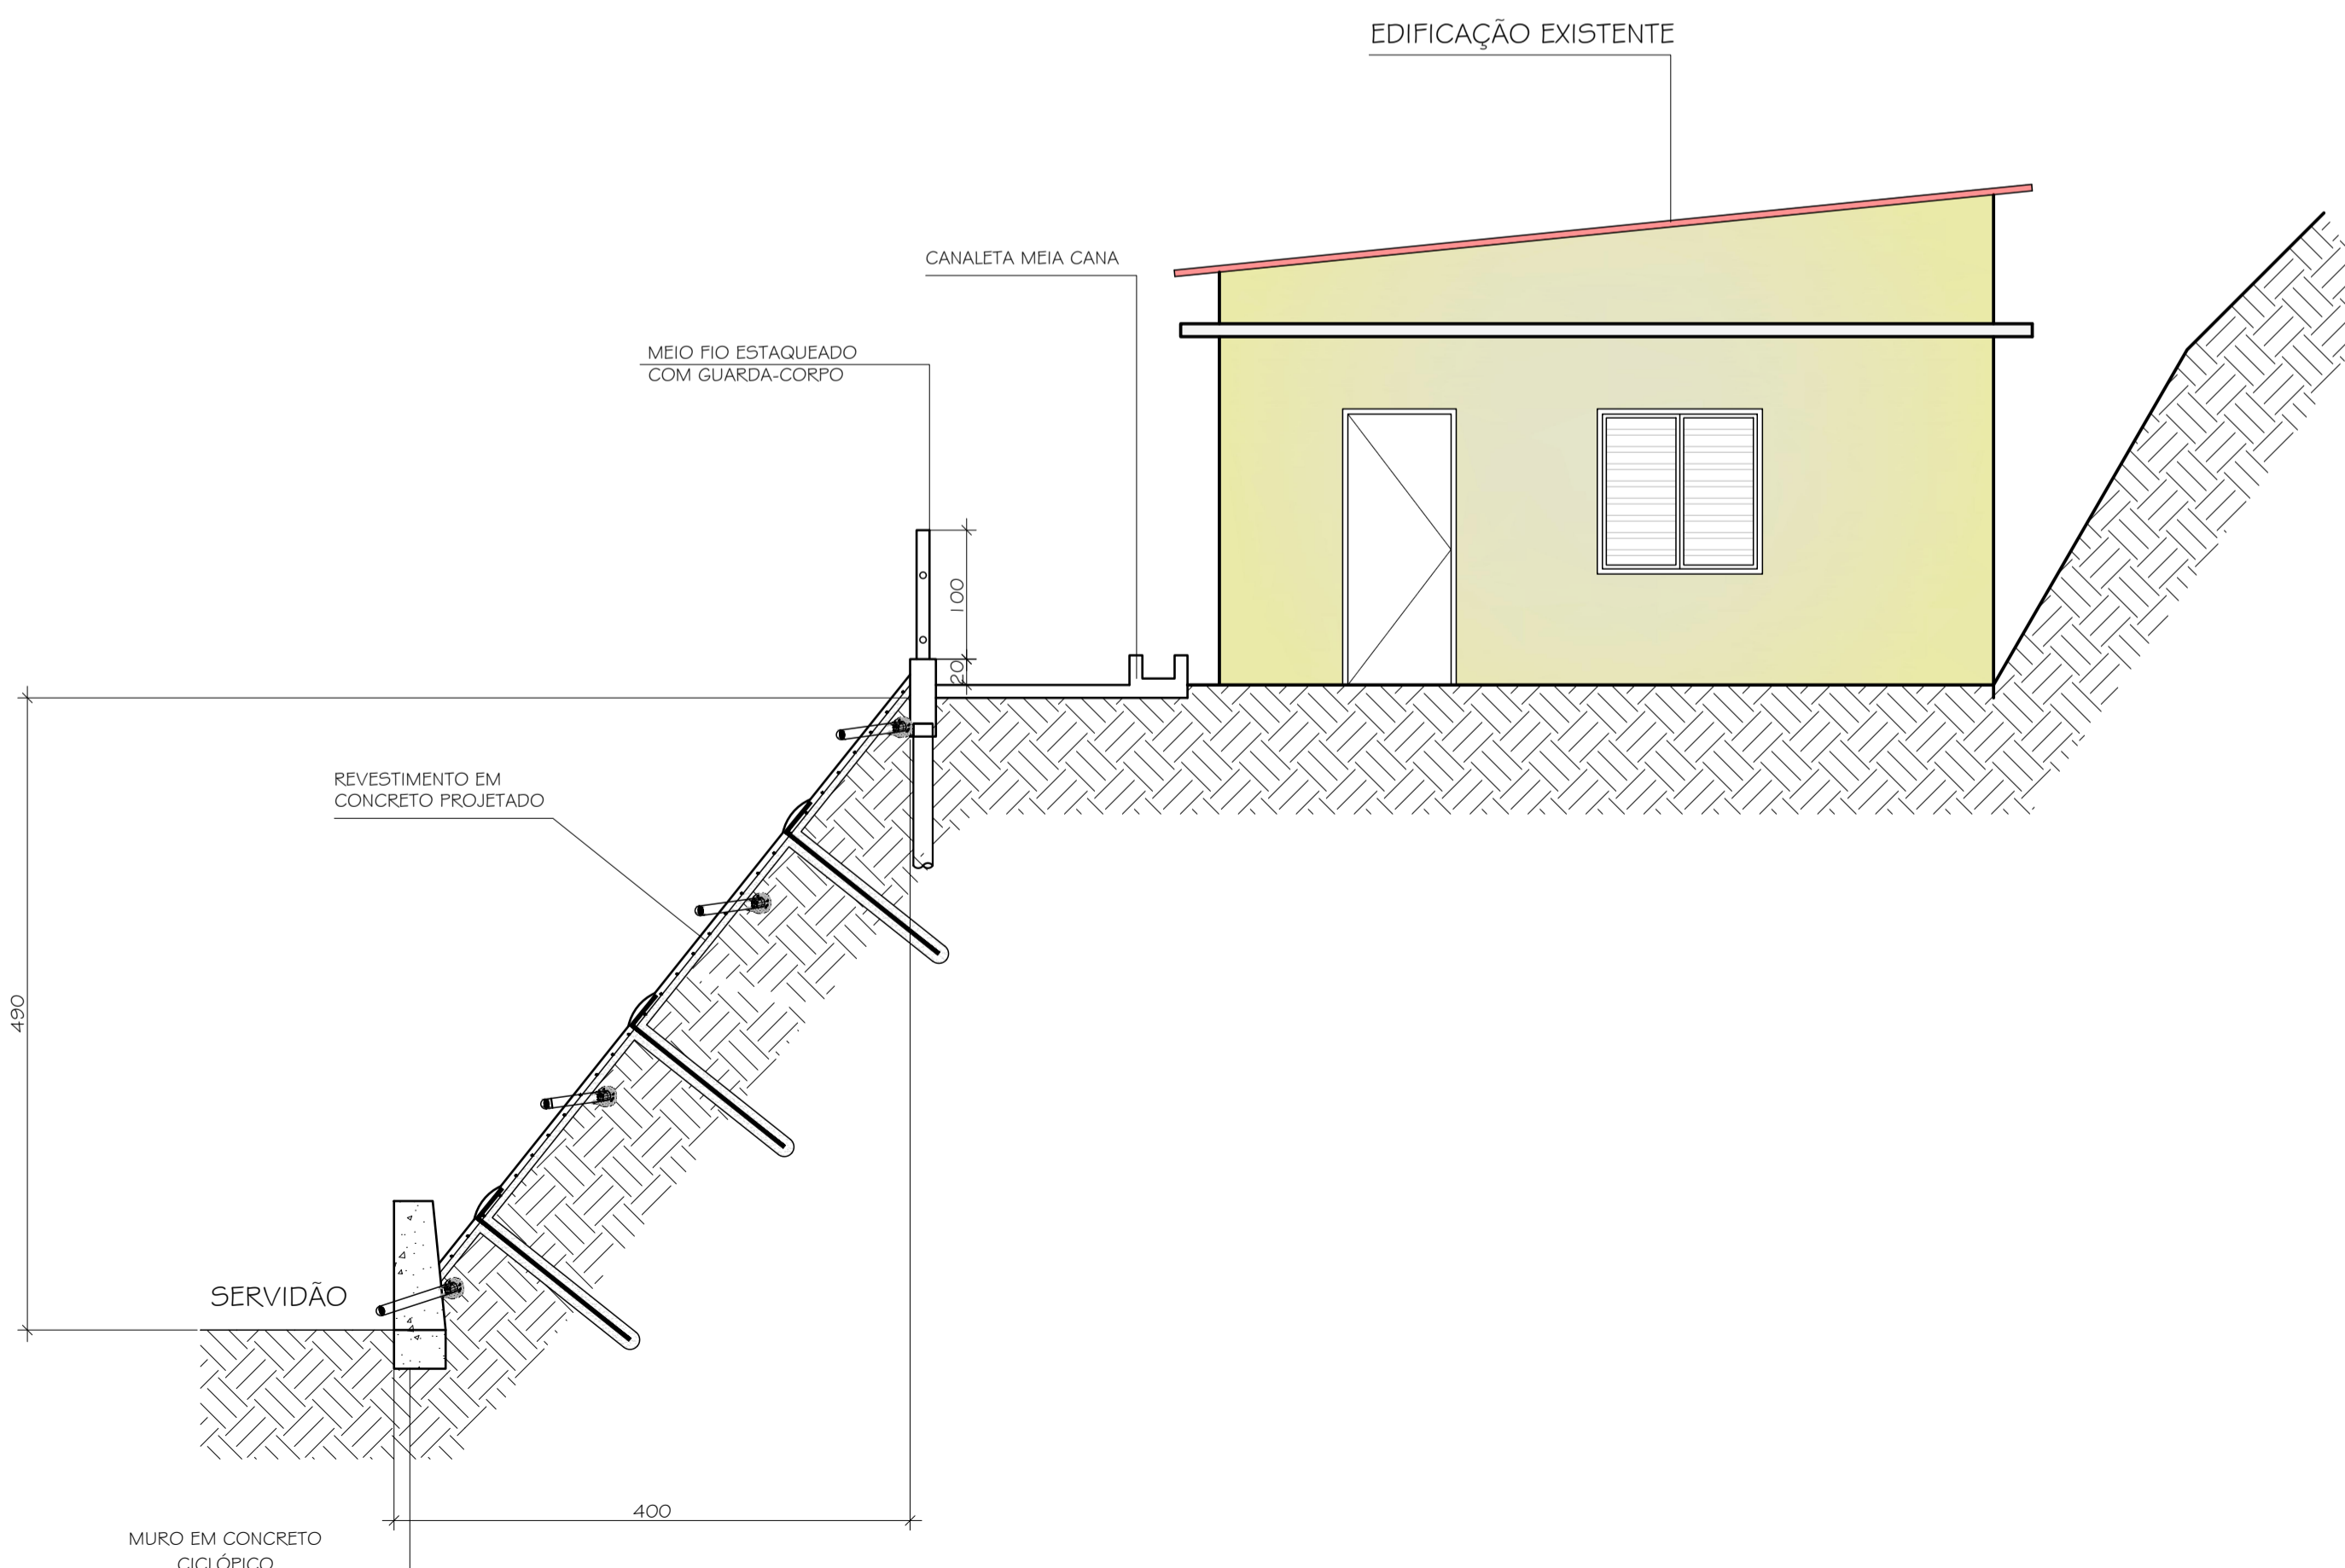 EDIFICAÇÃO EXISTENTE
CANALETA MEIA CANA
MEIO FIO ESTAQUEADO
COM GUARDA-CORPO
100
20
REVESTIMENTO EM
CONCRETO PROJETADO
490
SERVIDÃO
400
MURO EM CONCRETO
CICLÓPICO